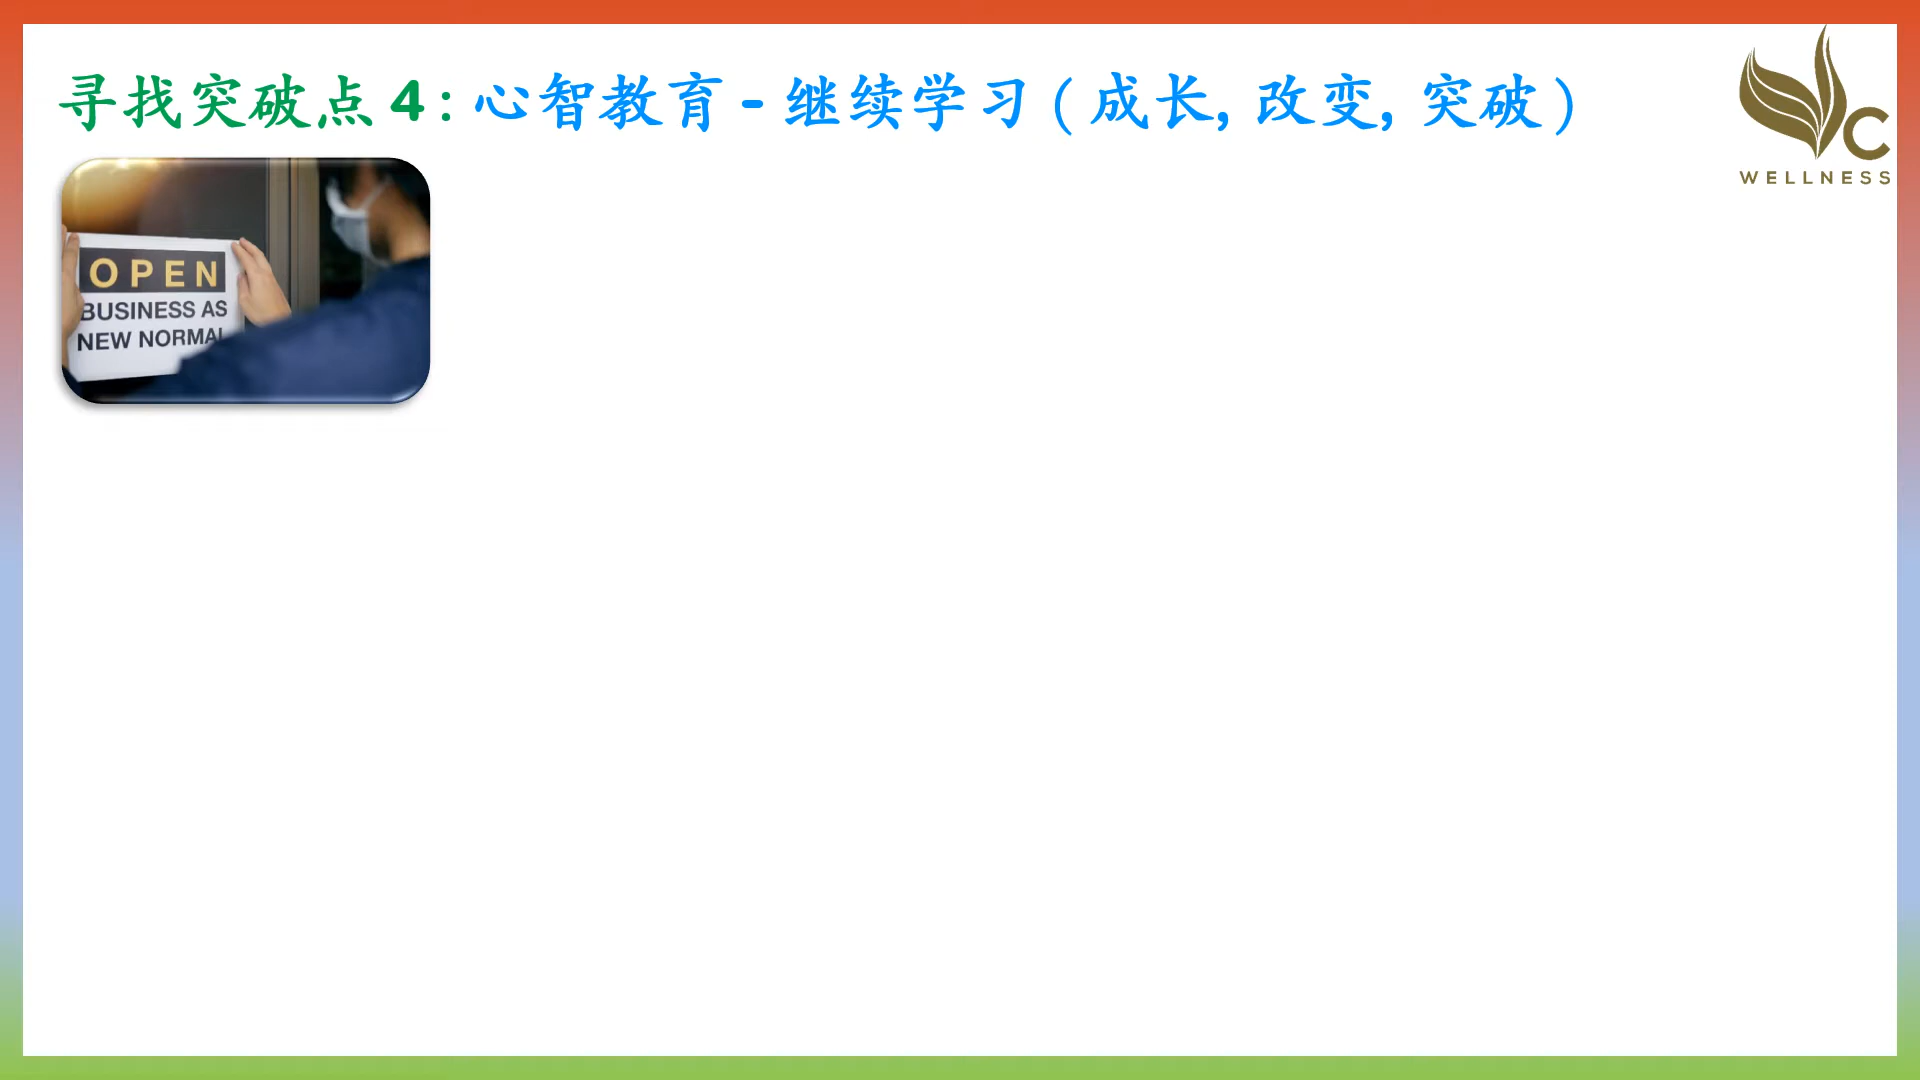 寻找突破点 4 : 心智教育 - 继续学习 ( 成长, 改变, 突破 )
C
WELLNESS
OPEN
BUSINESS AS
NEW NORMAL